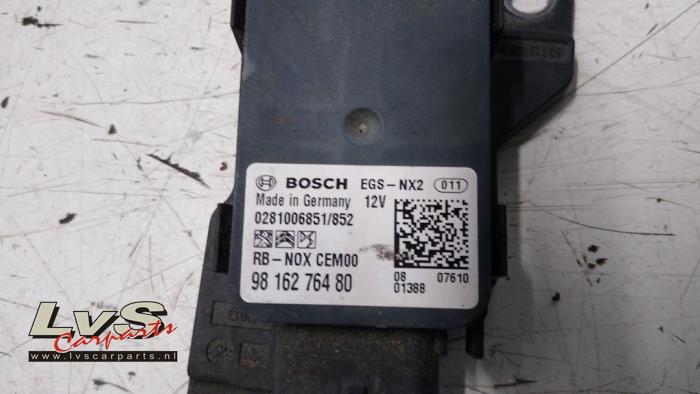 BOSCH EGS-NX2 011
Made in Germany 12V
0281006851/852
RB-NOX CEM00
98 162 764 80
08 07610
01388
LvS
Carparts
www.lvscarparts.nl